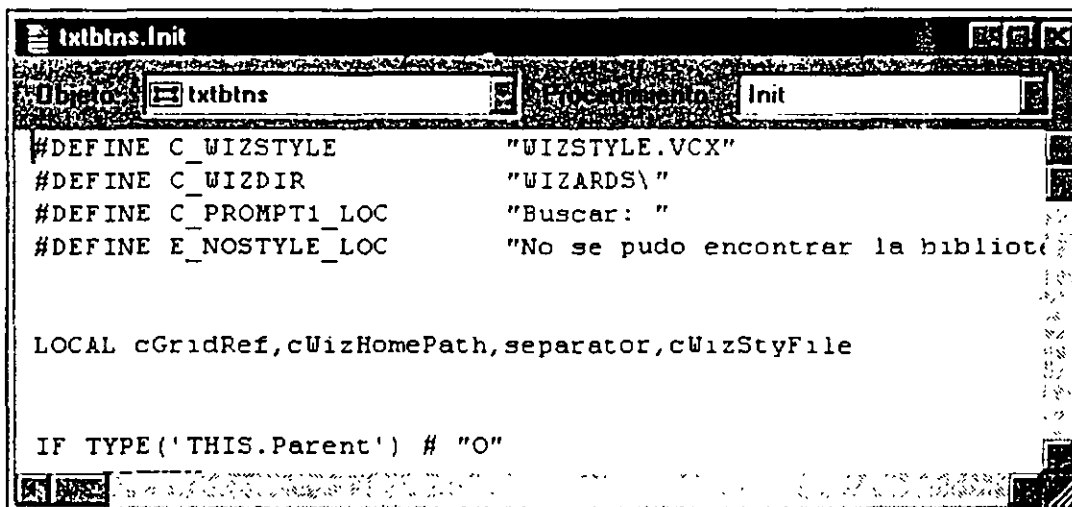 txtbtns.Init
Objeto: txtbtns Procedimiento: Init
#DEFINE C_WIZSTYLE "WIZSTYLE.VCX"
#DEFINE C_WIZDIR "WIZARDS\"
#DEFINE C_PROMPT1_LOC "Buscar: "
#DEFINE E_NOSTYLE_LOC "No se pudo encontrar la bibliote
LOCAL cGridRef,cWizHomePath,separator,cWizStyFile
IF TYPE('THIS.Parent') # "O"